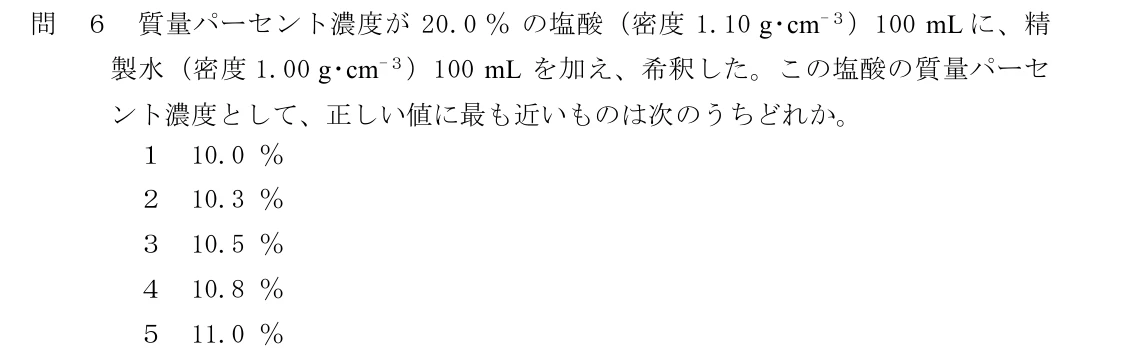 問　6　質量パーセント濃度が 20.0 % の塩酸（密度 1.10 g･cm⁻³）100 mLに、精
製水（密度 1.00 g･cm⁻³）100 mL を加え、希釈した。この塩酸の質量パーセ
ント濃度として、正しい値に最も近いものは次のうちどれか。
1　10.0 %
2　10.3 %
3　10.5 %
4　10.8 %
5　11.0 %